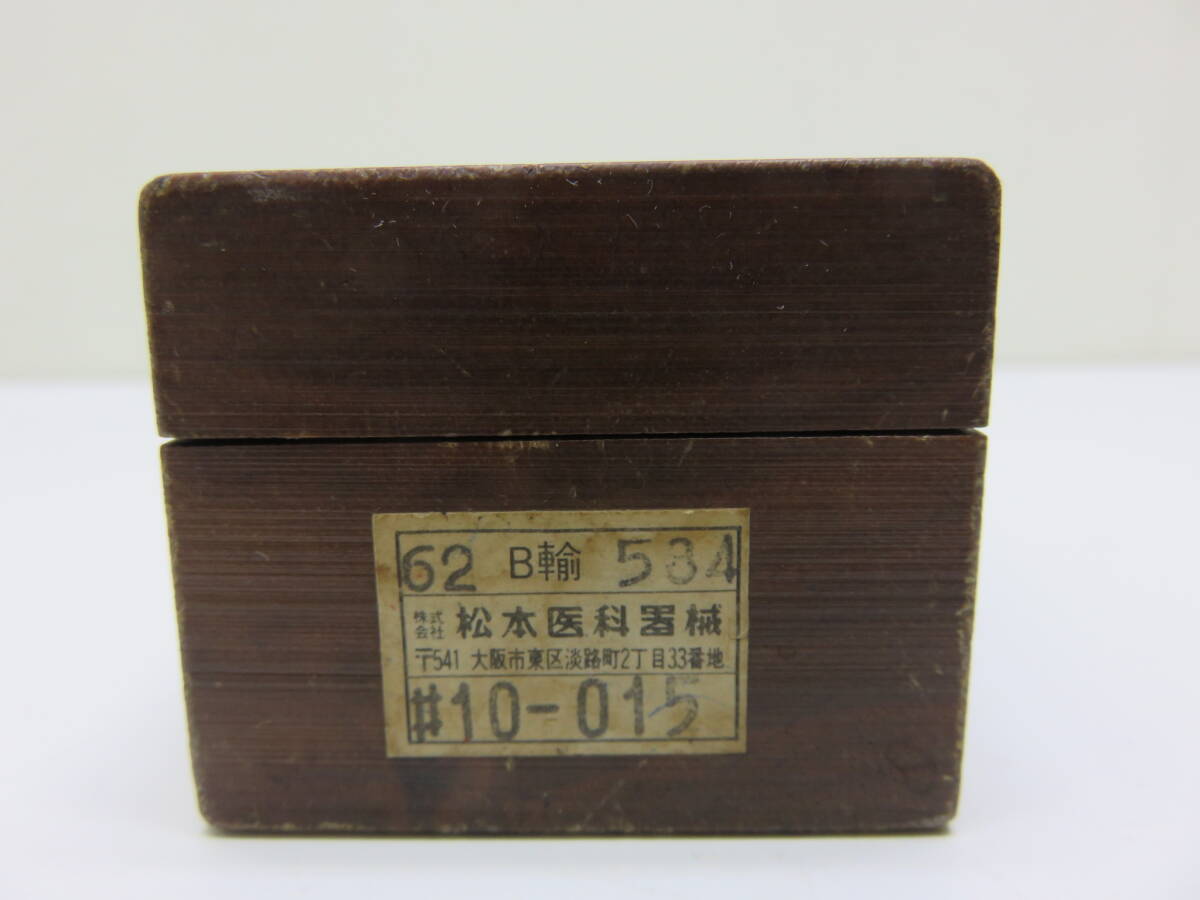 62 B輸 534
株式会社 松本医科器械
〒541 大阪市東区淡路町2丁目33番地
#10-015